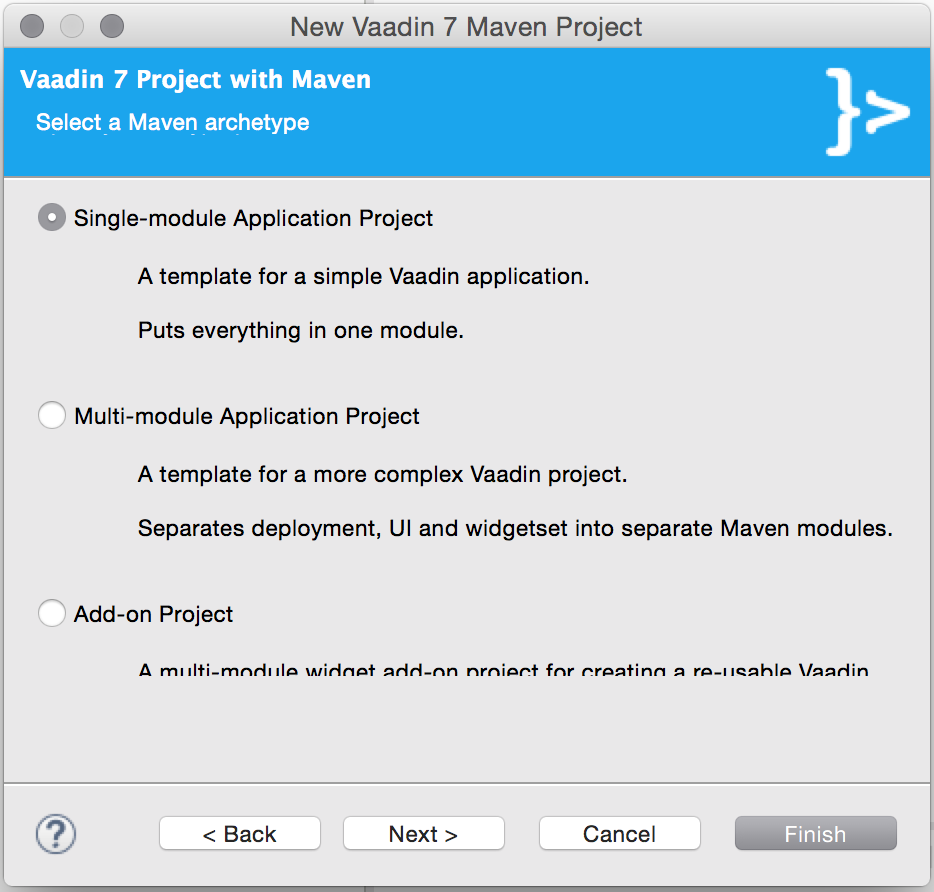 New Vaadin 7 Maven Project
Vaadin 7 Project with Maven
Select a Maven archetype
Single-module Application Project
A template for a simple Vaadin application.
Puts everything in one module.
Multi-module Application Project
A template for a more complex Vaadin project.
Separates deployment, UI and widgetset into separate Maven modules.
Add-on Project
A multi-module widget add-on project for creating a re-usable Vaadin
?
< Back
Next >
Cancel
Finish